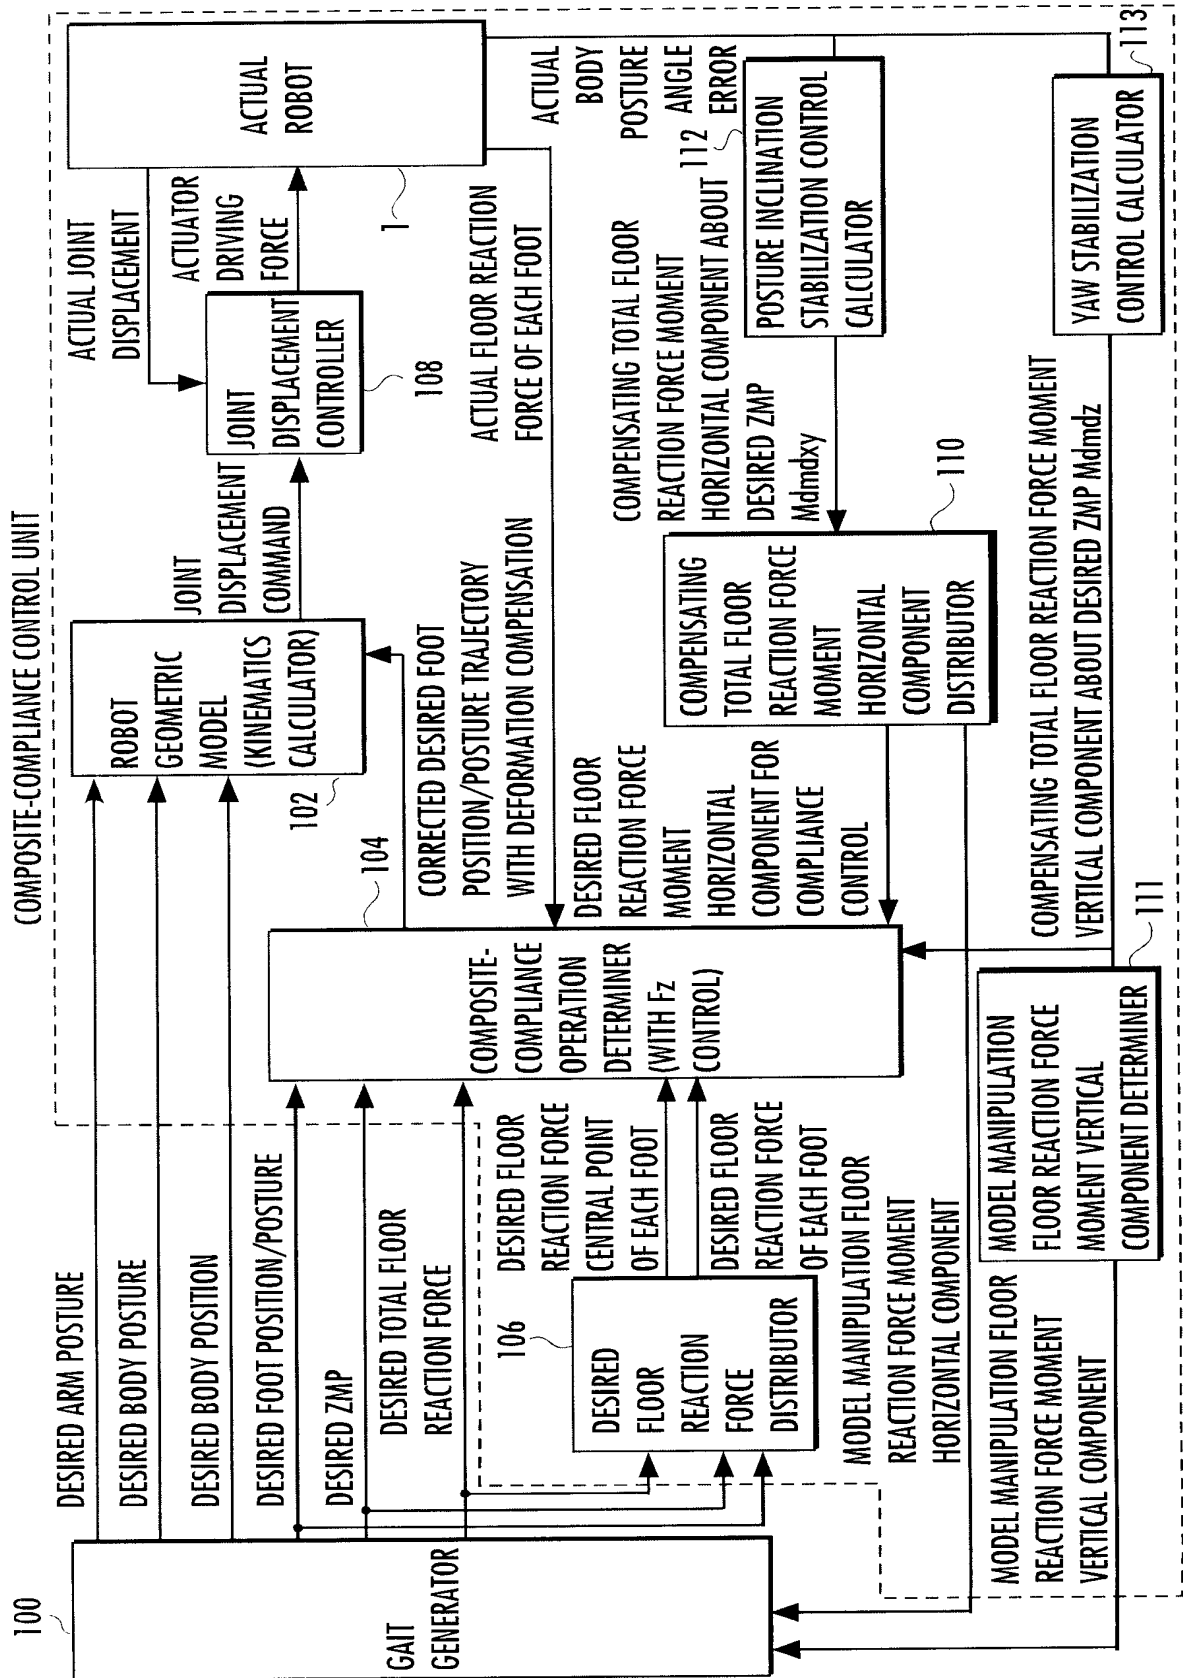 COMPOSITE-COMPLIANCE CONTROL UNIT
100
GAIT
GENERATOR
DESIRED ARM POSTURE
DESIRED BODY POSTURE
DESIRED BODY POSITION
DESIRED FOOT POSITION/POSTURE
DESIRED ZMP
DESIRED TOTAL FLOOR
REACTION FORCE
106
DESIRED
FLOOR
REACTION
FORCE
DISTRIBUTOR
DESIRED FLOOR
REACTION FORCE
CENTRAL POINT
OF EACH FOOT
DESIRED FLOOR
REACTION FORCE
OF EACH FOOT
MODEL MANIPULATION FLOOR
REACTION FORCE MOMENT
HORIZONTAL COMPONENT
MODEL MANIPULATION FLOOR
REACTION FORCE MOMENT
VERTICAL COMPONENT
MODEL MANIPULATION
FLOOR REACTION FORCE
MOMENT VERTICAL
COMPONENT DETERMINER
111
102
ROBOT
GEOMETRIC
MODEL
(KINEMATICS
CALCULATOR)
104
COMPOSITE-
COMPLIANCE
OPERATION
DETERMINER
(WITH Fz
CONTROL)
CORRECTED DESIRED FOOT
POSITION/POSTURE TRAJECTORY
WITH DEFORMATION COMPENSATION
DESIRED FLOOR
REACTION FORCE
MOMENT
HORIZONTAL
COMPONENT FOR
COMPLIANCE
CONTROL
COMPENSATING
TOTAL FLOOR
REACTION FORCE
MOMENT
HORIZONTAL
COMPONENT
DISTRIBUTOR
110
JOINT
DISPLACEMENT
COMMAND
JOINT
DISPLACEMENT
CONTROLLER
108
ACTUAL JOINT
DISPLACEMENT
ACTUATOR
DRIVING
FORCE
ACTUAL
ROBOT
1
ACTUAL FLOOR REACTION
FORCE OF EACH FOOT
COMPENSATING TOTAL FLOOR
REACTION FORCE MOMENT
HORIZONTAL COMPONENT ABOUT
DESIRED ZMP
Mdmdxy
ACTUAL
BODY
POSTURE
ANGLE
ERROR
112
POSTURE INCLINATION
STABILIZATION CONTROL
CALCULATOR
COMPENSATING TOTAL FLOOR REACTION FORCE MOMENT
VERTICAL COMPONENT ABOUT DESIRED ZMP Mdmdz
YAW STABILIZATION
CONTROL CALCULATOR
113